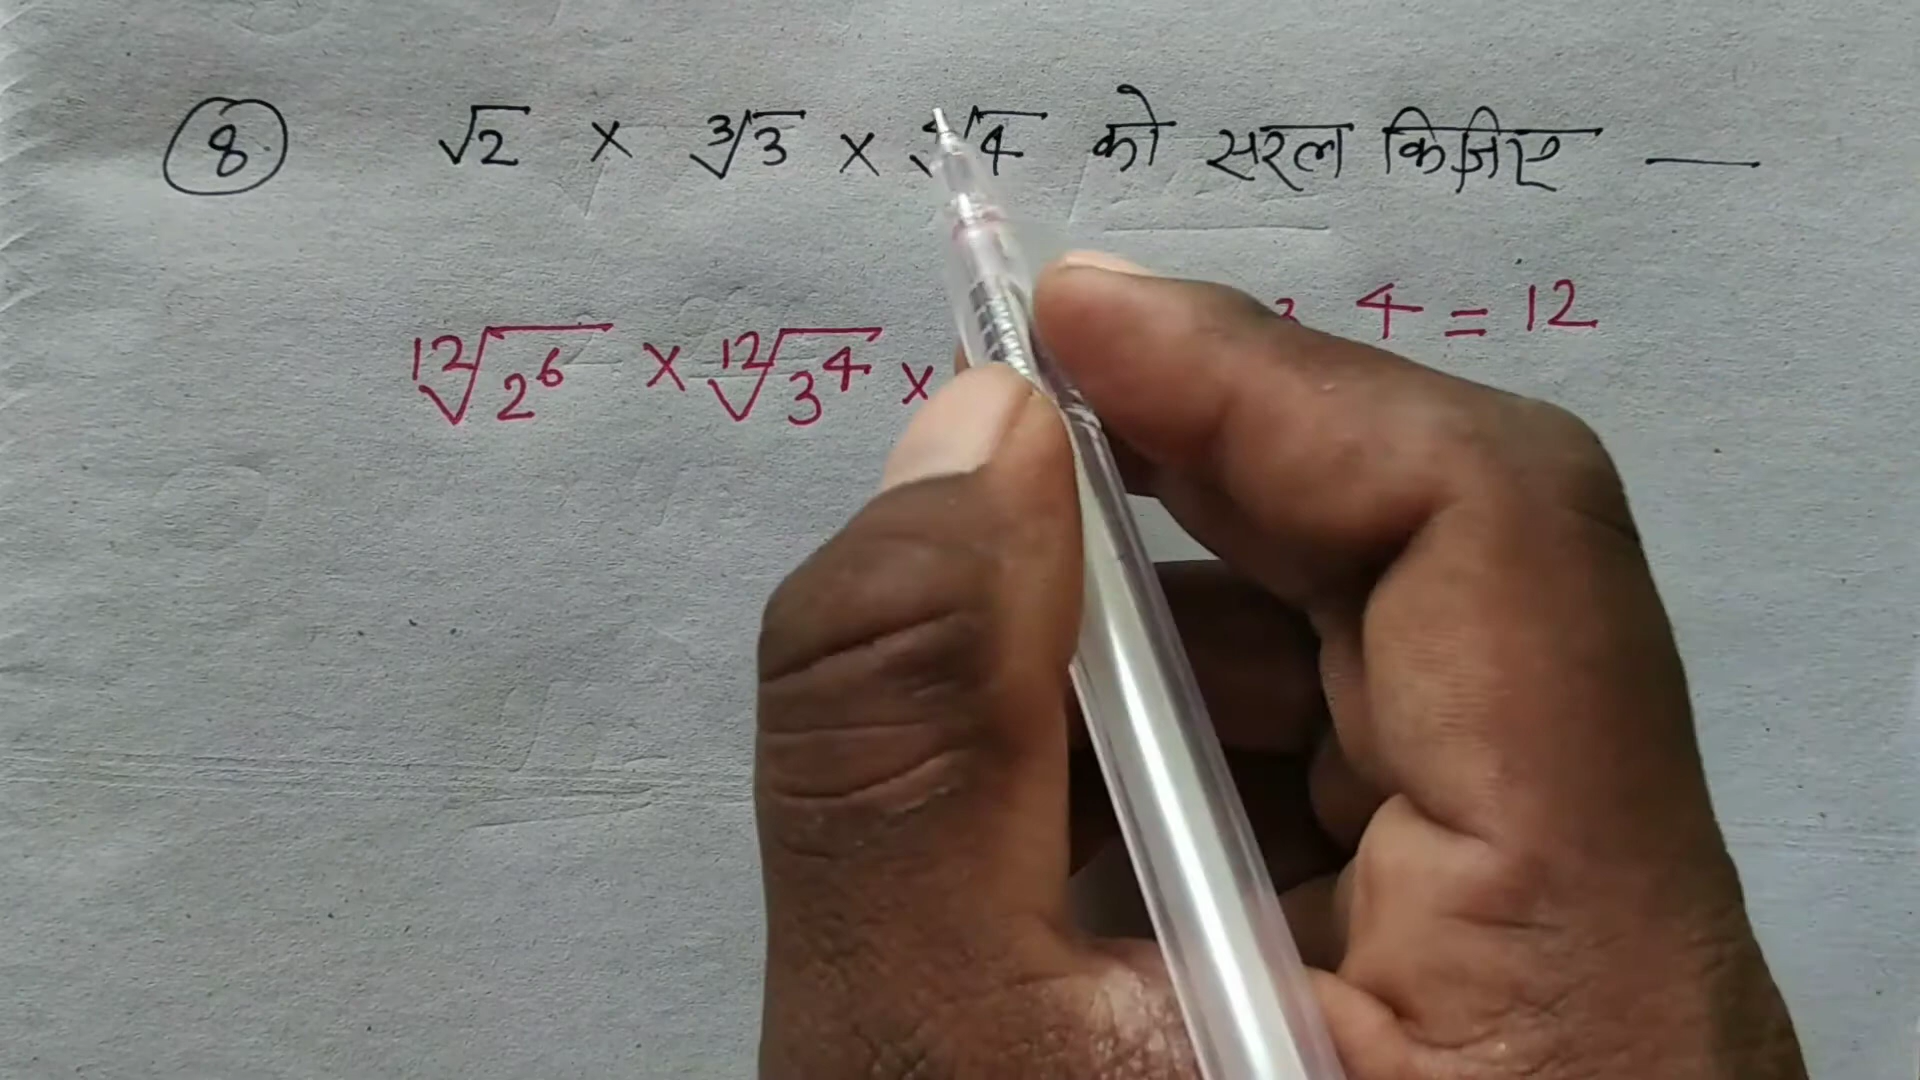 8 √2 × ∛3 × ∜4 को सरल किजिए —
4 = 12
¹²√2⁶ × ¹²√3⁴ ×